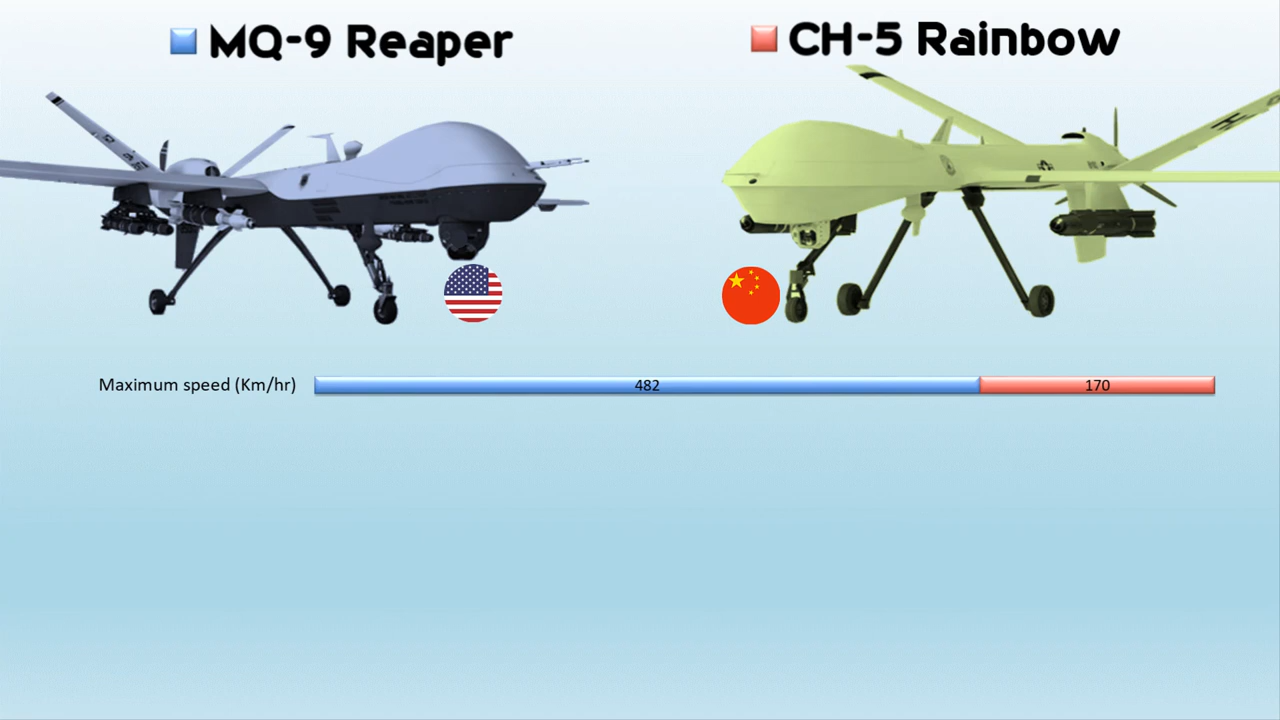 MQ-9 Reaper
CH-5 Rainbow
Maximum speed (Km/hr)
482
170